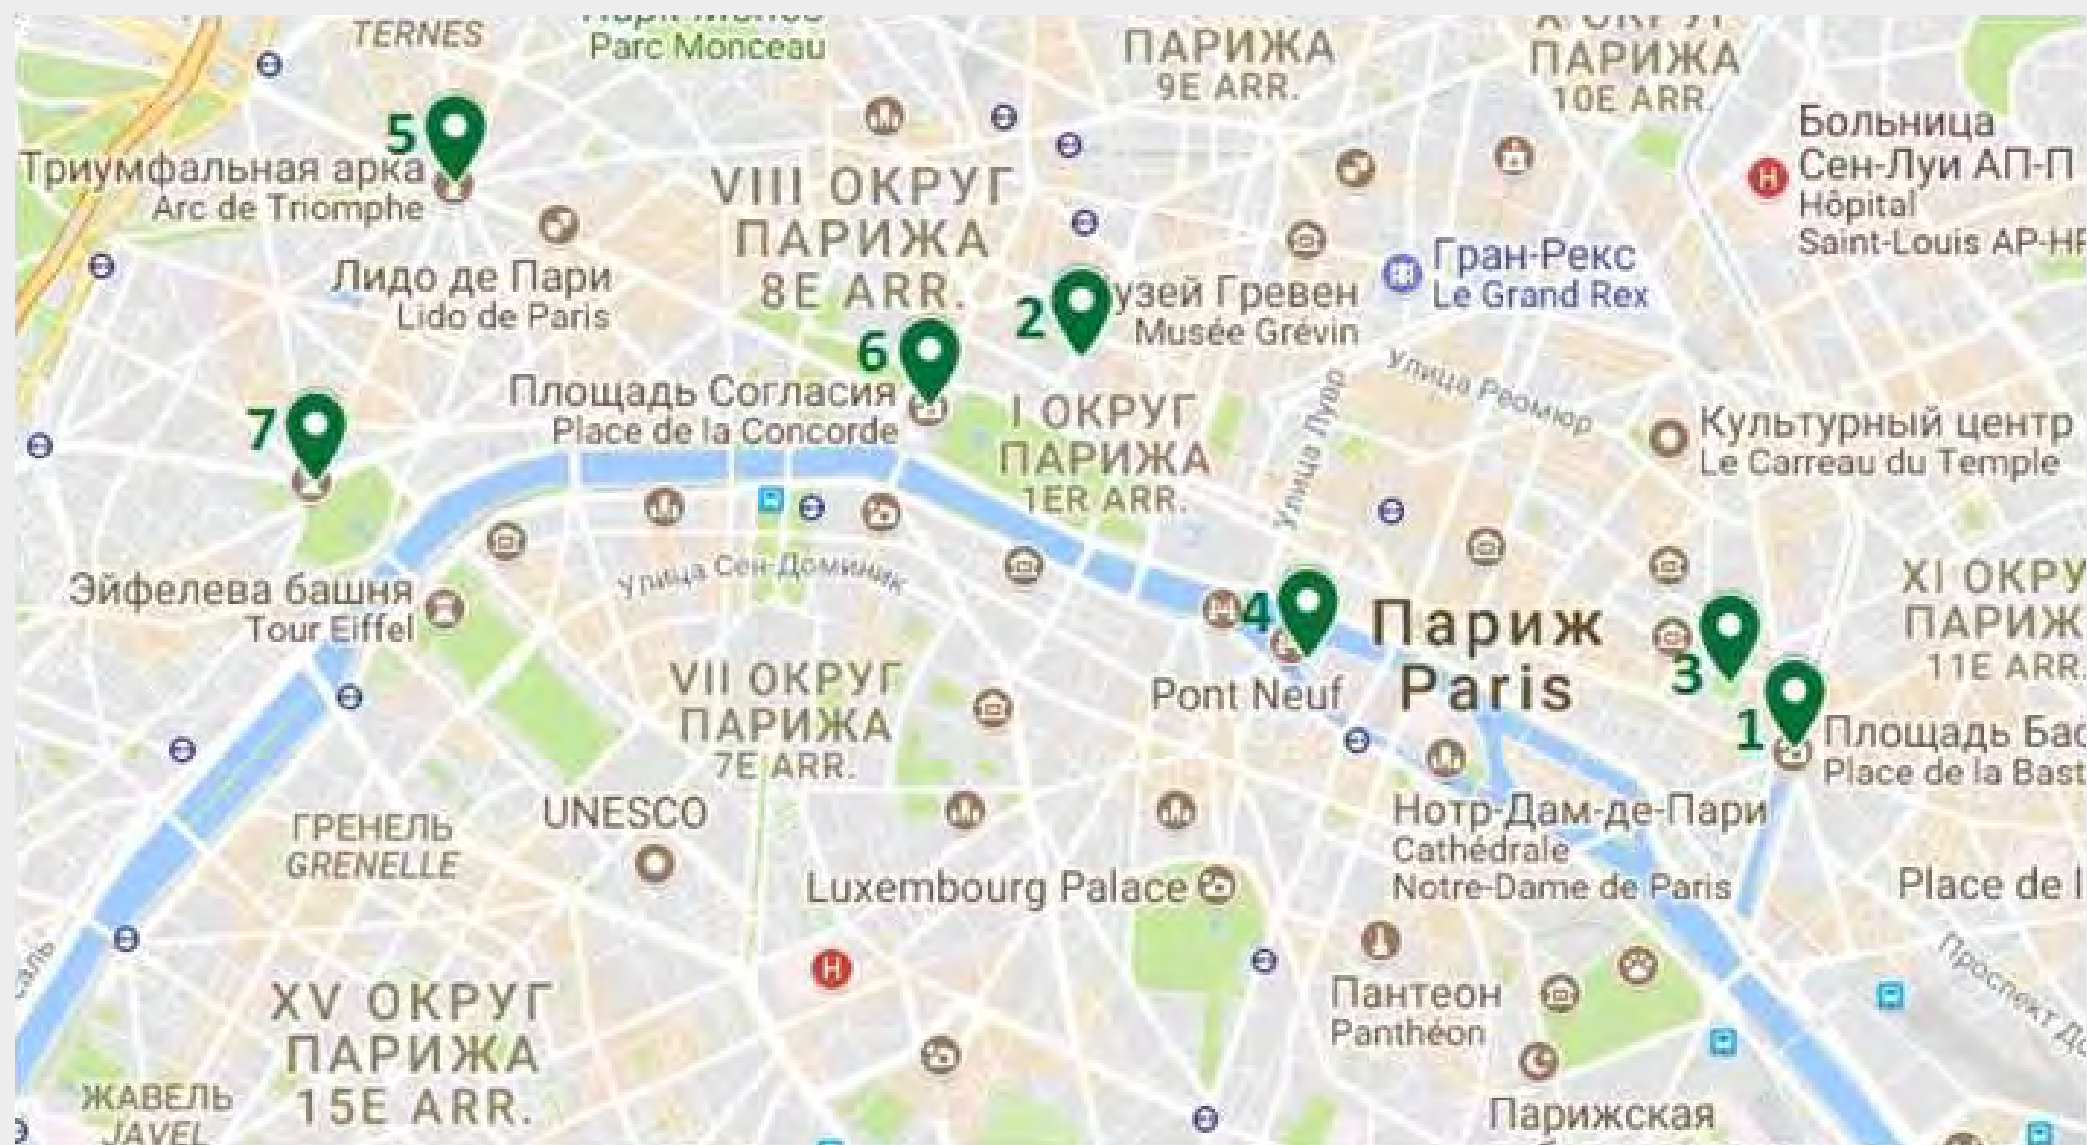 TERNES
Parc Monceau
ПАРИЖА
9E ARR.
ПАРИЖА
10E ARR.
5
Триумфальная арка
Arc de Triomphe
Больница
Сен-Луи АП-П
Hôpital
Saint-Louis AP-HP
H
VIII ОКРУГ
ПАРИЖА
8E ARR.
Лидо де Пари
Lido de Paris
2
узей Гревен
Musée Grévin
Гран-Рекс
Le Grand Rex
6
Площадь Согласия
Place de la Concorde
I ОКРУГ
ПАРИЖА
1ER ARR.
Улица Лувр
Улица Реомюр
Культурный центр
Le Carreau du Temple
7
Эйфелева башня
Tour Eiffel
Улица Сен-Доминик
4
Pont Neuf
Париж
Paris
XI ОКРУ
ПАРИЖ
11E ARR.
3
1
Площадь Бас
Place de la Bast
VII ОКРУГ
ПАРИЖА
7E ARR.
UNESCO
ГРЕНЕЛЬ
GRENELLE
Нотр-Дам-де-Пари
Cathédrale
Notre-Dame de Paris
Luxembourg Palace
Place de l
H
Пантеон
Panthéon
Проспект До
XV ОКРУГ
ПАРИЖА
15E ARR.
ЖАВЕЛЬ
JAVEL
Парижская